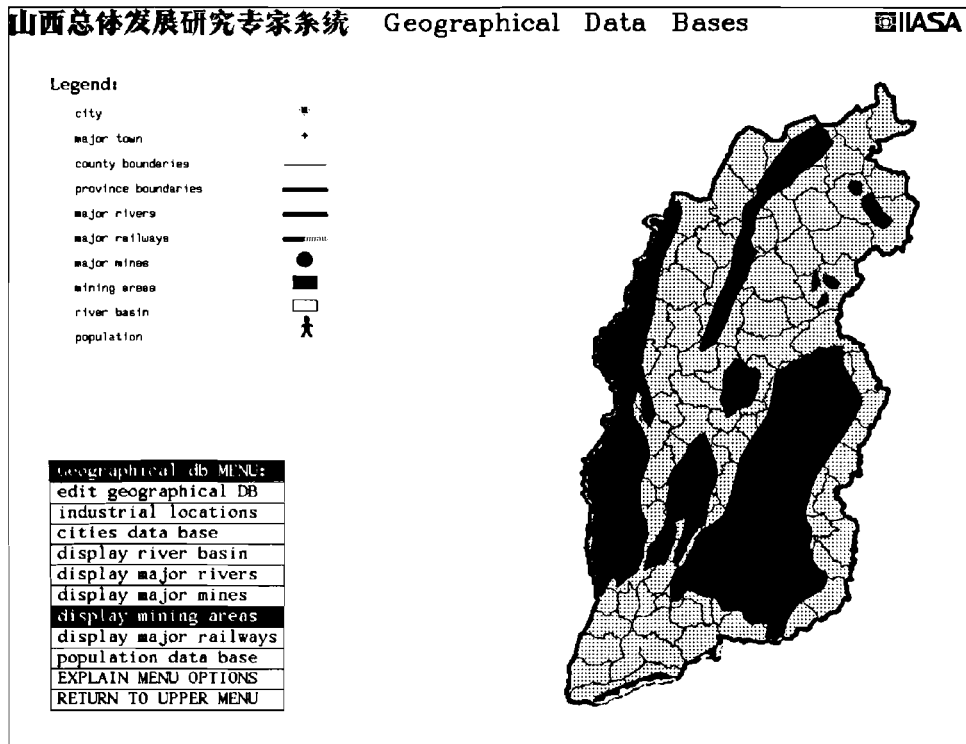 山西总体发展研究专家系统 Geographical Data Bases IIASA
Legend:
city
major town
county boundaries
province boundaries
major rivers
major railways
major mines
mining areas
river basin
population
Geographical db MENU:
edit geographical DB
industrial locations
cities data base
display river basin
display major rivers
display major mines
display mining areas
display major railways
population data base
EXPLAIN MENU OPTIONS
RETURN TO UPPER MENU